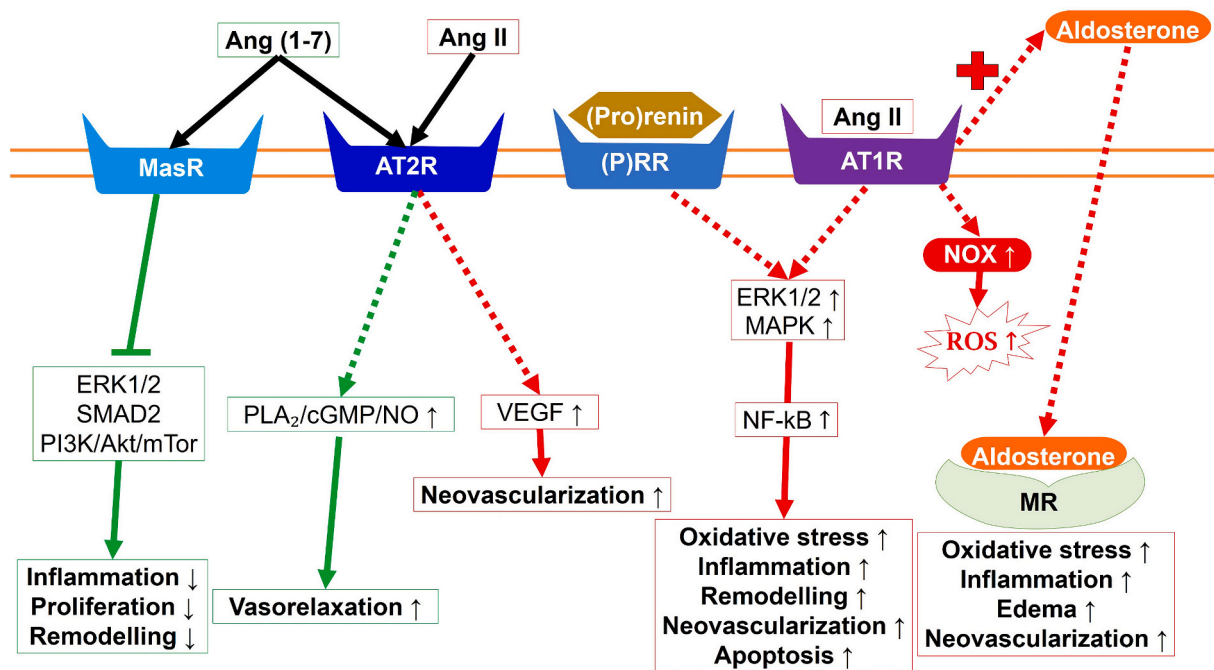 Ang (1-7)
Ang II
Aldosterone
(Pro)renin
Ang II
MasR
AT2R
(P)RR
AT1R
NOX ↑
ROS ↑
ERK1/2 ↑
MAPK ↑
ERK1/2
SMAD2
PI3K/Akt/mTor
PLA₂/cGMP/NO ↑
VEGF ↑
NF-kB ↑
Neovascularization ↑
Aldosterone
MR
Inflammation ↓
Proliferation ↓
Remodelling ↓
Vasorelaxation ↑
Oxidative stress ↑
Inflammation ↑
Remodelling ↑
Neovascularization ↑
Apoptosis ↑
Oxidative stress ↑
Inflammation ↑
Edema ↑
Neovascularization ↑